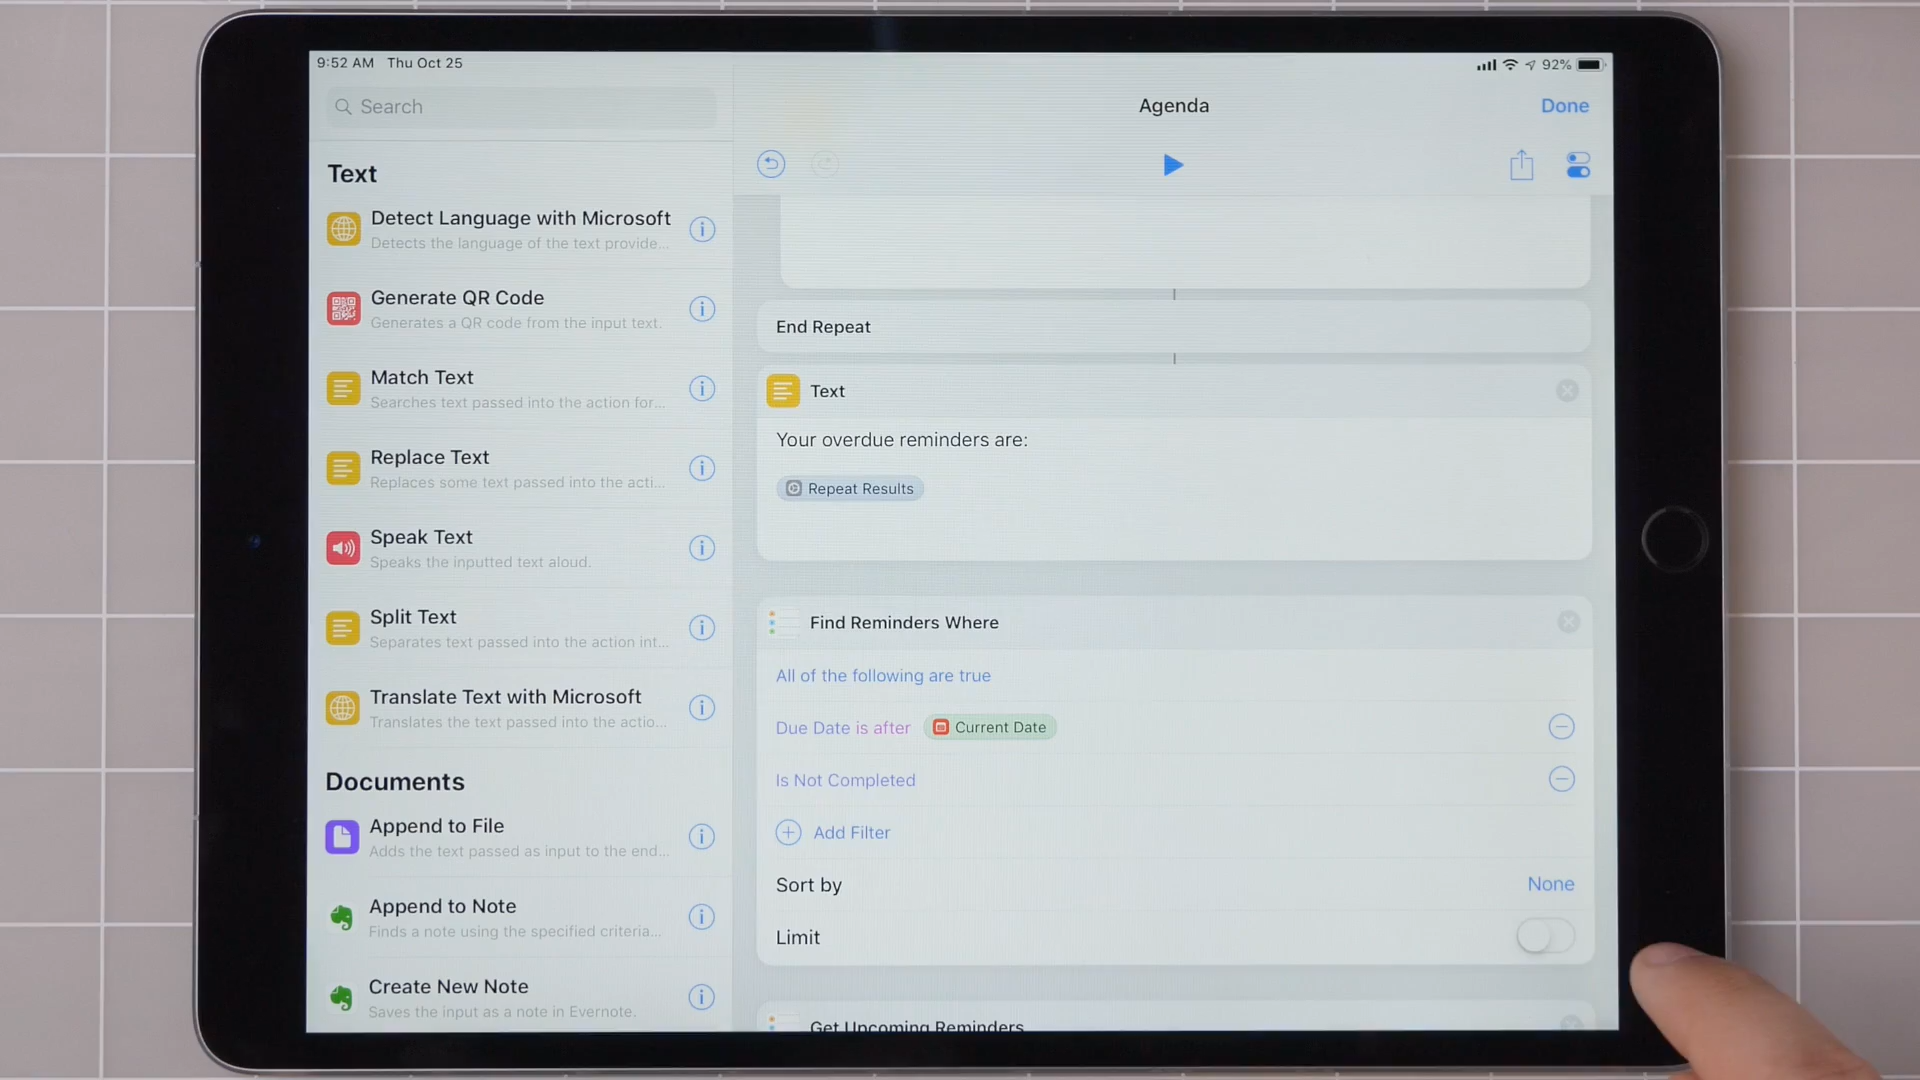 9:52 AM Thu Oct 25
92%
Search
Text
Detect Language with Microsoft
Detects the language of the text provide...
Generate QR Code
Generates a QR code from the input text.
Match Text
Searches text passed into the action for...
Replace Text
Replaces some text passed into the acti...
Speak Text
Speaks the inputted text aloud.
Split Text
Separates text passed into the action int...
Translate Text with Microsoft
Translates the text passed into the actio...
Documents
Append to File
Adds the text passed as input to the end...
Append to Note
Finds a note using the specified criteria...
Create New Note
Saves the input as a note in Evernote.
Agenda
Done
End Repeat
Text
Your overdue reminders are:
Repeat Results
Find Reminders Where
All of the following are true
Due Date is after Current Date
Is Not Completed
Add Filter
Sort by None
Limit
Get Upcoming Reminders